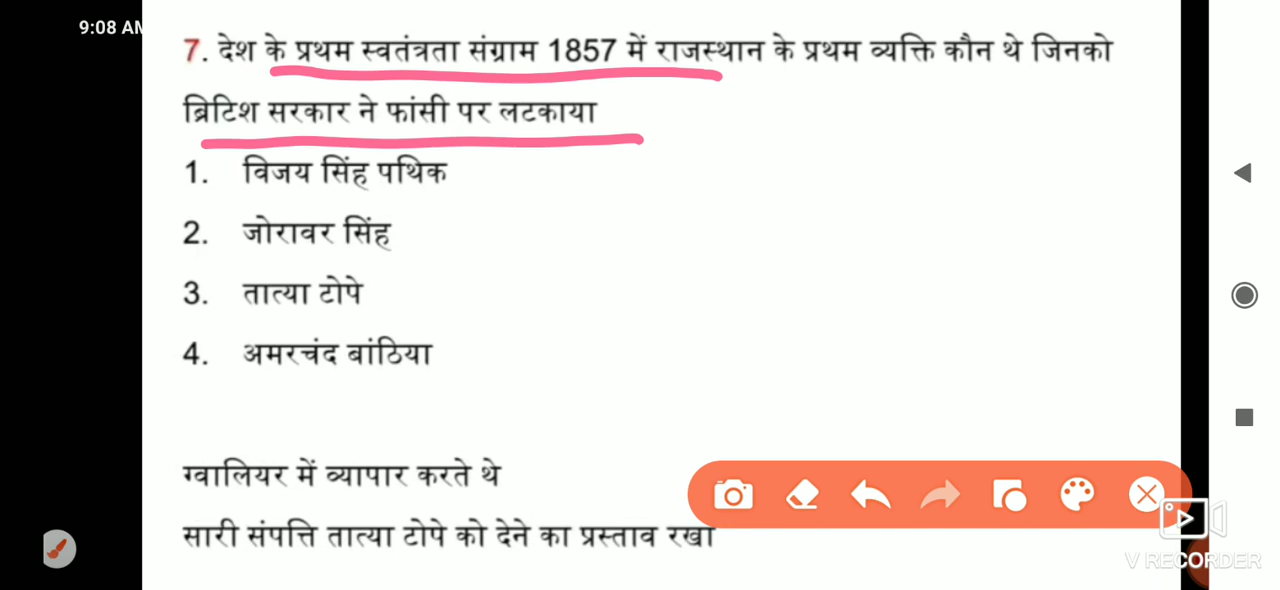 9:08 AM
7. देश के प्रथम स्वतंत्रता संग्राम 1857 में राजस्थान के प्रथम व्यक्ति कौन थे जिनको
ब्रिटिश सरकार ने फांसी पर लटकाया
1. विजय सिंह पथिक
2. जोरावर सिंह
3. तात्या टोपे
4. अमरचंद बांठिया
ग्वालियर में व्यापार करते थे
सारी संपत्ति तात्या टोपे को देने का प्रस्ताव रखा
V RECORDER